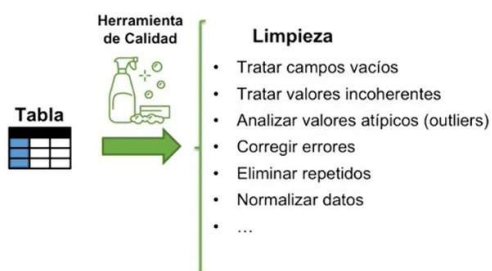 Herramienta
de Calidad
Tabla
Limpieza
• Tratar campos vacíos
• Tratar valores incoherentes
• Analizar valores atípicos (outliers)
• Corregir errores
• Eliminar repetidos
• Normalizar datos
• ...